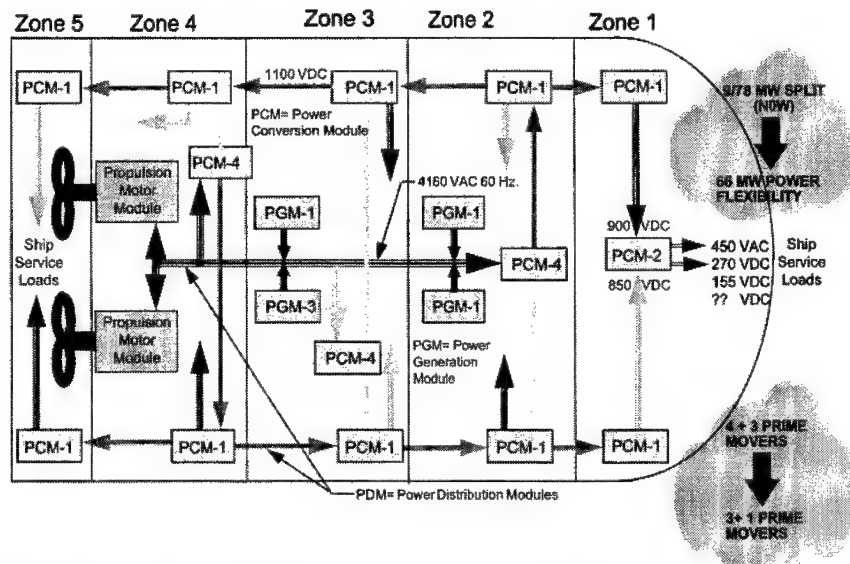 Zone 5 Zone 4 Zone 3 Zone 2 Zone 1
1100 VDC
PCM-1 PCM-1 PCM-1 PCM-1 PCM-1
9/78 MW SPLIT
(N0W)
PCM= Power
Conversion Module
PCM-4
4160 VAC 60 Hz.
66 MW POWER
FLEXIBILITY
Propulsion
Motor
Module
PGM-1 PGM-1
900 VDC
Ship
Service
Loads
PCM-4
PCM-2
450 VAC
270 VDC
155 VDC
?? VDC
Ship
Service
Loads
850 VDC
PGM-3 PGM-1
Propulsion
Motor
Module
PCM-4
PGM= Power
Generation
Module
4 + 3 PRIME
MOVERS
PCM-1 PCM-1 PCM-1 PCM-1 PCM-1
PDM= Power Distribution Modules
3+ 1 PRIME
MOVERS